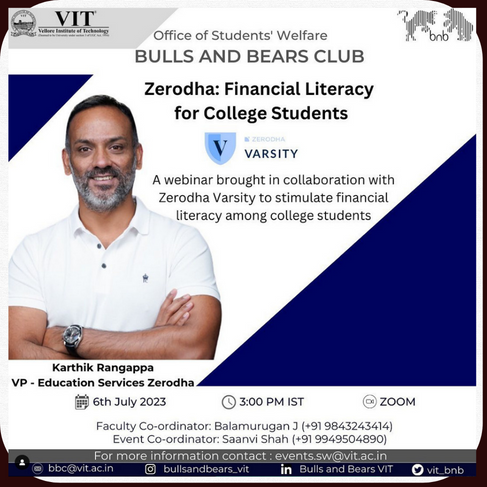 VIT
Vellore Institute of Technology
Office of Students' Welfare
bnb
BULLS AND BEARS CLUB
Zerodha: Financial Literacy
for College Students
ZERODHA
V
VARSITY
A webinar brought in collaboration with
Zerodha Varsity to stimulate financial
literacy among college students
Karthik Rangappa
VP - Education Services Zerodha
6th July 2023
3:00 PM IST
ZOOM
Faculty Co-ordinator: Balamurugan J (+91 9843243414)
Event Co-ordinator: Saanvi Shah (+91 9949504890)
For more information contact : events.sw@vit.ac.in
bbc@vit.ac.in
bullsandbears_vit
in Bulls and Bears VIT
vit_bnb